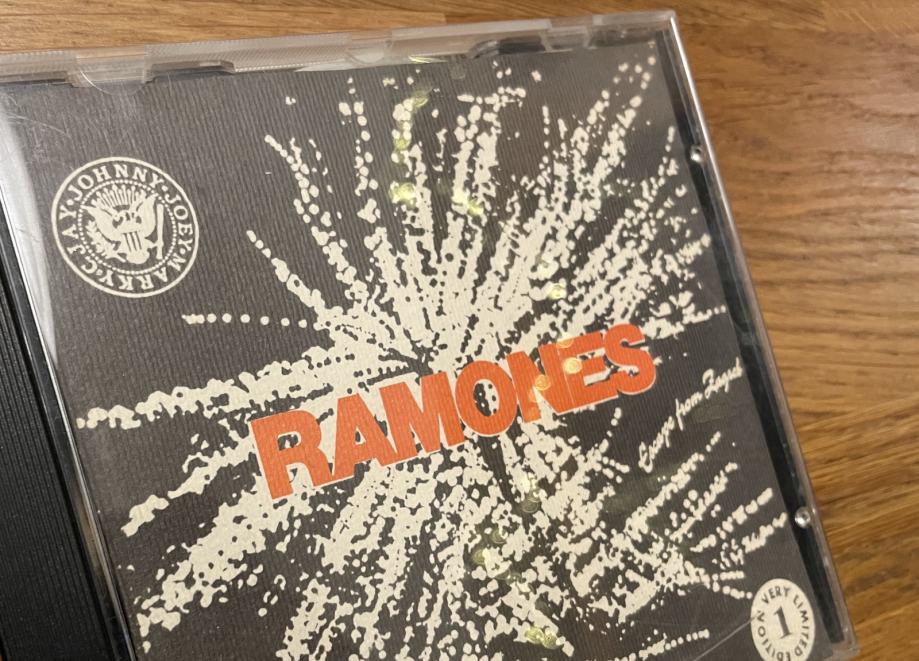 JOHNNY · JOEY · MARKY · C.JAY ·
RAMONES
Escape from Zagreb
VERY LIMITED EDITION
1